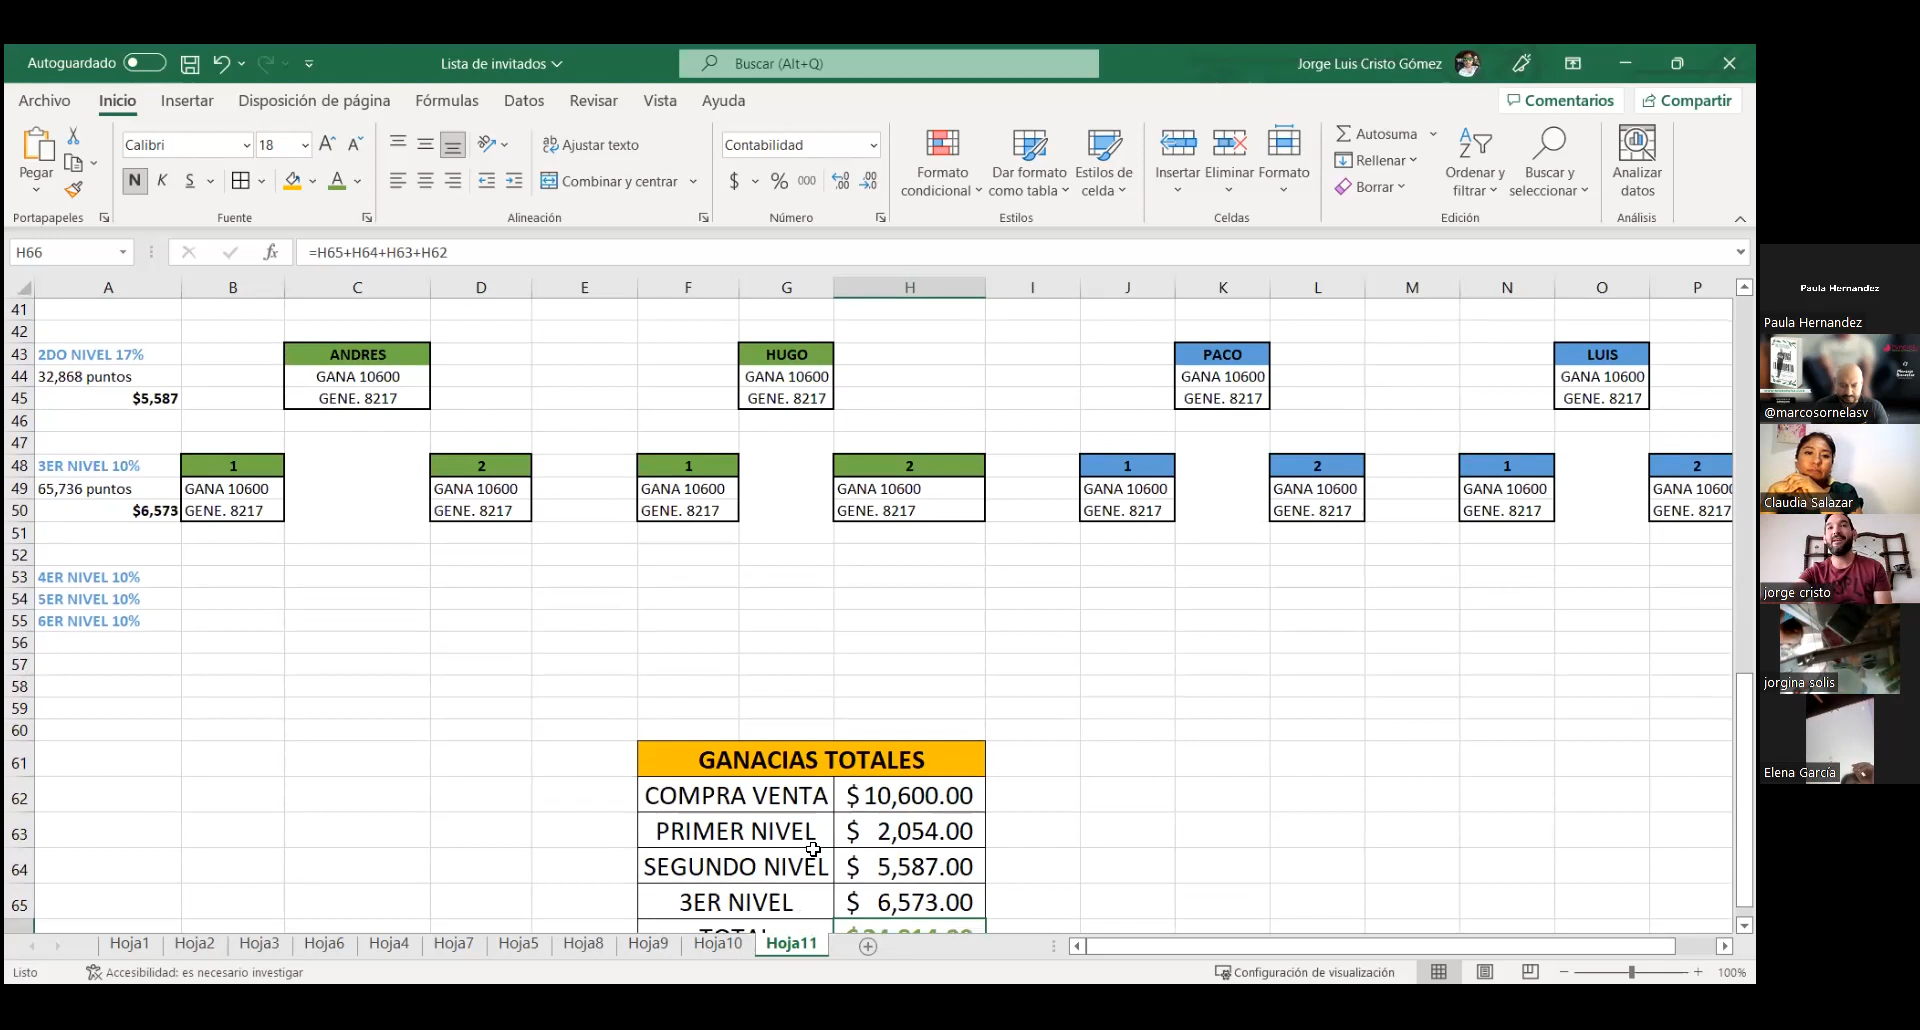 Autoguardado
Lista de invitados
Buscar (Alt+Q)
Jorge Luis Cristo Gómez
Archivo
Inicio
Insertar
Disposición de página
Fórmulas
Datos
Revisar
Vista
Ayuda
Comentarios
Compartir
Pegar
Portapapeles
Calibri
18
N K S
Fuente
Ajustar texto
Combinar y centrar
Alineación
Contabilidad
$ % 000
Número
Formato condicional
Dar formato como tabla
Estilos de celda
Estilos
Insertar
Eliminar
Formato
Celdas
Autosuma
Rellenar
Borrar
Ordenar y filtrar
Buscar y seleccionar
Edición
Analizar datos
Análisis
H66
fx
=H65+H64+H63+H62
A B C D E F G H I J K L M N O P
41
42
43 2DO NIVEL 17% ANDRES HUGO PACO LUIS
44 32,868 puntos GANA 10600 GANA 10600 GANA 10600 GANA 10600
45 $5,587 GENE. 8217 GENE. 8217 GENE. 8217 GENE. 8217
46
47
48 3ER NIVEL 10% 1 2 1 2 1 2 1 2
49 65,736 puntos GANA 10600 GANA 10600 GANA 10600 GANA 10600 GANA 10600 GANA 10600 GANA 10600 GANA 1060
50 $6,573 GENE. 8217 GENE. 8217 GENE. 8217 GENE. 8217 GENE. 8217 GENE. 8217 GENE. 8217 GENE. 8217
51
52
53 4ER NIVEL 10%
54 5ER NIVEL 10%
55 6ER NIVEL 10%
56
57
58
59
60
61 GANACIAS TOTALES
62 COMPRA VENTA $ 10,600.00
63 PRIMER NIVEL $ 2,054.00
64 SEGUNDO NIVEL $ 5,587.00
65 3ER NIVEL $ 6,573.00
Hoja1 Hoja2 Hoja3 Hoja6 Hoja4 Hoja7 Hoja5 Hoja8 Hoja9 Hoja10 Hoja11
Listo
Accesibilidad: es necesario investigar
Configuración de visualización
100%
Paula Hernandez
Paula Hernandez
@marcosornelasv
Claudia Salazar
jorge cristo
jorgina solis
Elena García